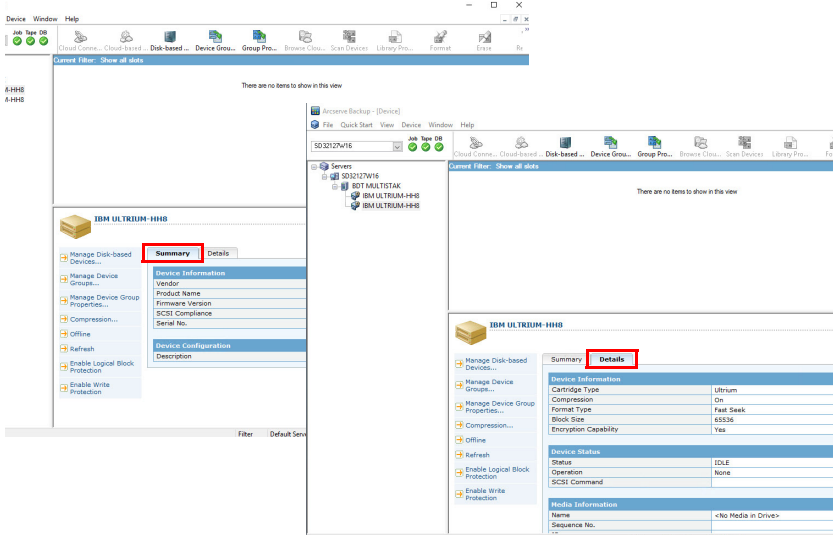 Device Window Help
Job Tape DB
Cloud Conne... Cloud-based ... Disk-based ... Device Grou... Group Pro... Browse Clou... Scan Devices Library Pro... Format Erase Re
Current Filter: Show all slots
There are no items to show in this view
M-HH8
M-HH8
IBM ULTRIUM-HH8
Manage Disk-based
Devices...
Manage Device
Groups...
Manage Device Group
Properties...
Compression...
Offline
Refresh
Enable Logical Block
Protection
Enable Write
Protection
Summary Details
Device Information
Vendor
Product Name
Firmware Version
SCSI Compliance
Serial No.
Device Configuration
Description
Filter Default Serve
Arcserve Backup - [Device]
File Quick Start View Device Window Help
SD32127W16
Job Tape DB
Cloud Conne... Cloud-based ... Disk-based ... Device Grou... Group Pro... Browse Clou... Scan Devices Library Pro... Fo
Servers
SD32127W16
BDT MULTISTAK
IBM ULTRIUM-HH8
IBM ULTRIUM-HH8
Current Filter: Show all slots
There are no items to show in this view
IBM ULTRIUM-HH8
Manage Disk-based
Devices...
Manage Device
Groups...
Manage Device Group
Properties...
Compression...
Offline
Refresh
Enable Logical Block
Protection
Enable Write
Protection
Summary Details
Device Information
Cartridge Type Ultrium
Compression On
Format Type Fast Seek
Block Size 65536
Encryption Capability Yes
Device Status
Status IDLE
Operation None
SCSI Command
Media Information
Name <No Media in Drive>
Sequence No.